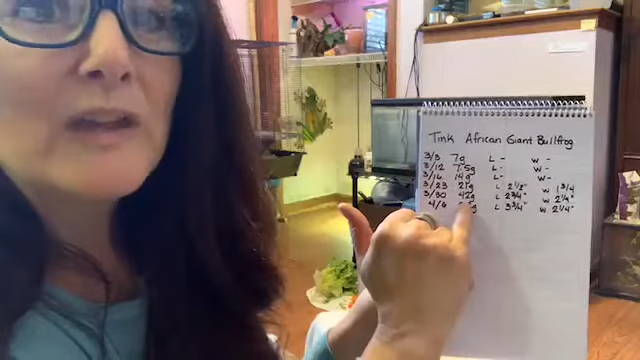 Tink African Giant Bullfrog
3/3 7g L - W -
3/12 7.5g L - W -
3/16 14g L - W -
3/23 21g L 2 1/2" W 1 3/4
3/30 42g L 2 3/4" W 2 1/4"
4/6 L 3 3/4" W 2 1/4"